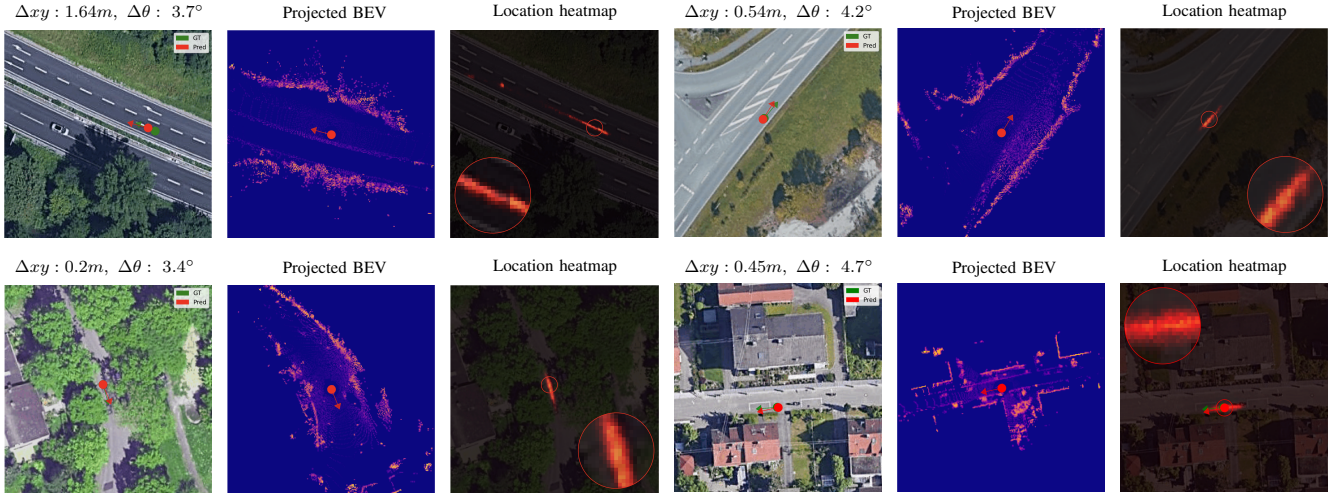 Δxy : 1.64m, Δθ : 3.7° Projected BEV Location heatmap Δxy : 0.54m, Δθ : 4.2° Projected BEV Location heatmap
GT GT
Pred Pred
Δxy : 0.2m, Δθ : 3.4° Projected BEV Location heatmap Δxy : 0.45m, Δθ : 4.7° Projected BEV Location heatmap
GT GT
Pred Pred